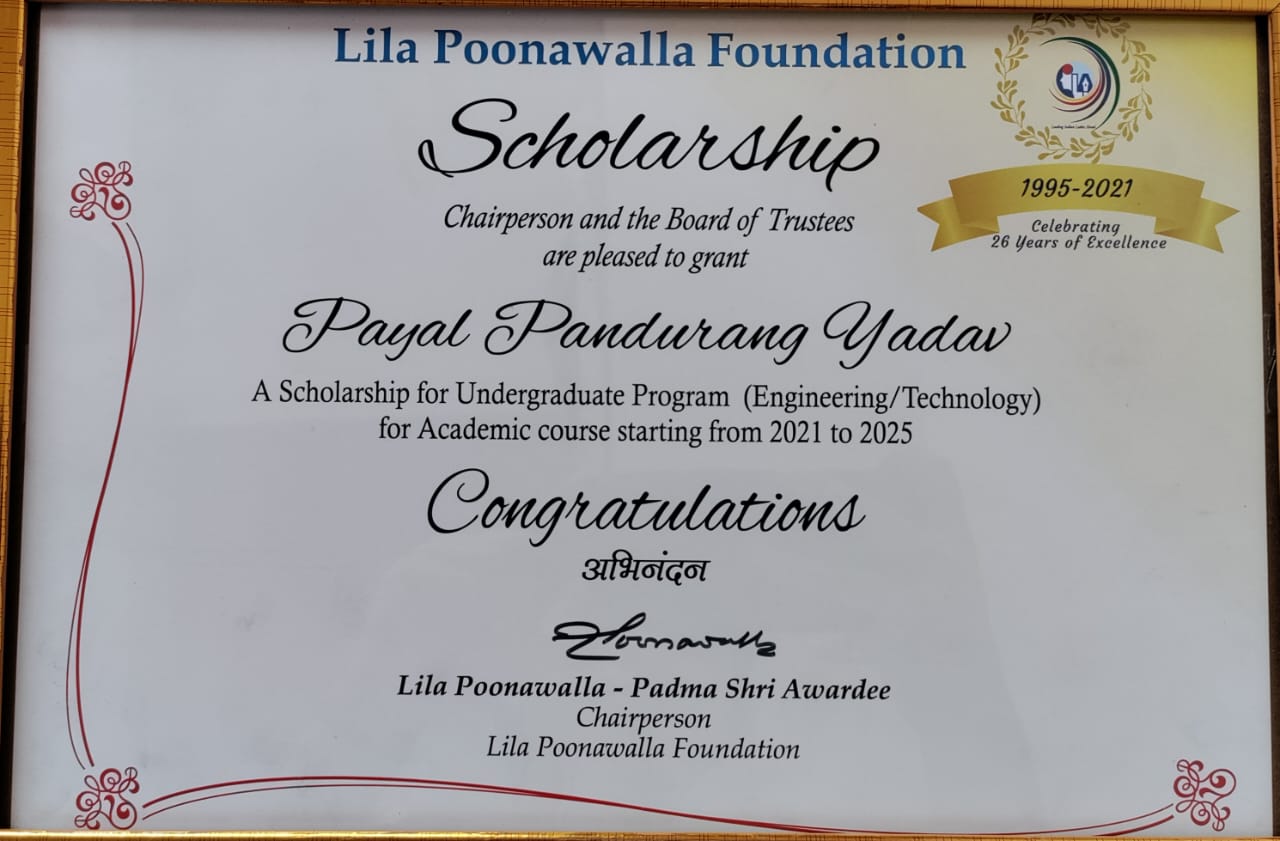 Lila Poonawalla Foundation
Scholarship
Chairperson and the Board of Trustees
are pleased to grant
1995-2021
Celebrating
26 Years of Excellence
Payal Pandurang Yadav
A Scholarship for Undergraduate Program (Engineering/Technology)
for Academic course starting from 2021 to 2025
Congratulations
अभिनंदन
Poonawalla
Lila Poonawalla - Padma Shri Awardee
Chairperson
Lila Poonawalla Foundation